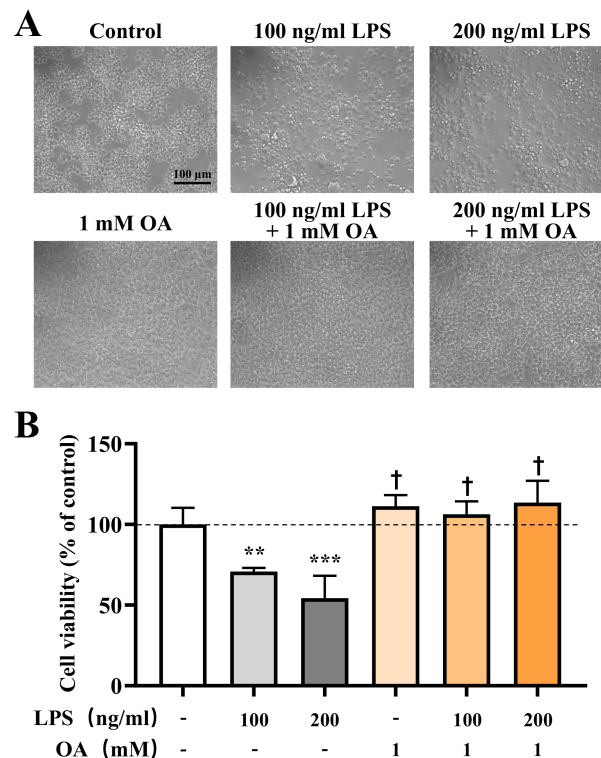 A
Control
100 ng/ml LPS
200 ng/ml LPS
100 µm
1 mM OA
100 ng/ml LPS
+ 1 mM OA
200 ng/ml LPS
+ 1 mM OA
B
Cell viability (% of control)
150
100
50
0
**
***
†
†
†
LPS (ng/ml) - 100 200 - 100 200
OA (mM) - - - 1 1 1